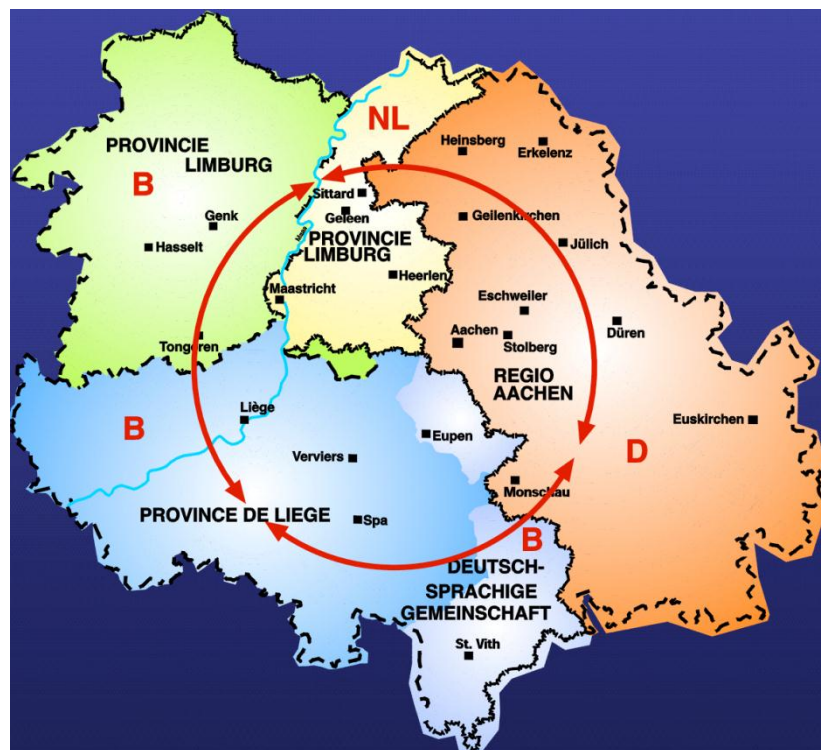 PROVINCIE
LIMBURG
B
Genk
Hasselt
Tongeren
NL
Sittard
Geleen
PROVINCIE
LIMBURG
Maas
Heerlen
Maastricht
Heinsberg
Erkelenz
Geilenkirchen
Jülich
Eschweiler
Aachen
Stolberg
Düren
REGIO
AACHEN
Euskirchen
D
Monschau
B
Liège
Verviers
Eupen
PROVINCE DE LIEGE
Spa
B
DEUTSCH-
SPRACHIGE
GEMEINSCHAFT
St. Vith